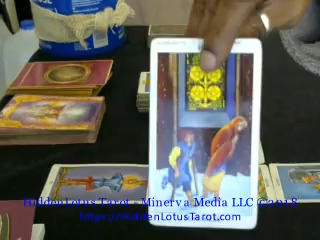 HiddenLotus Tarot - Minerva Media LLC ©2018
https://HiddenLotusTarot.com